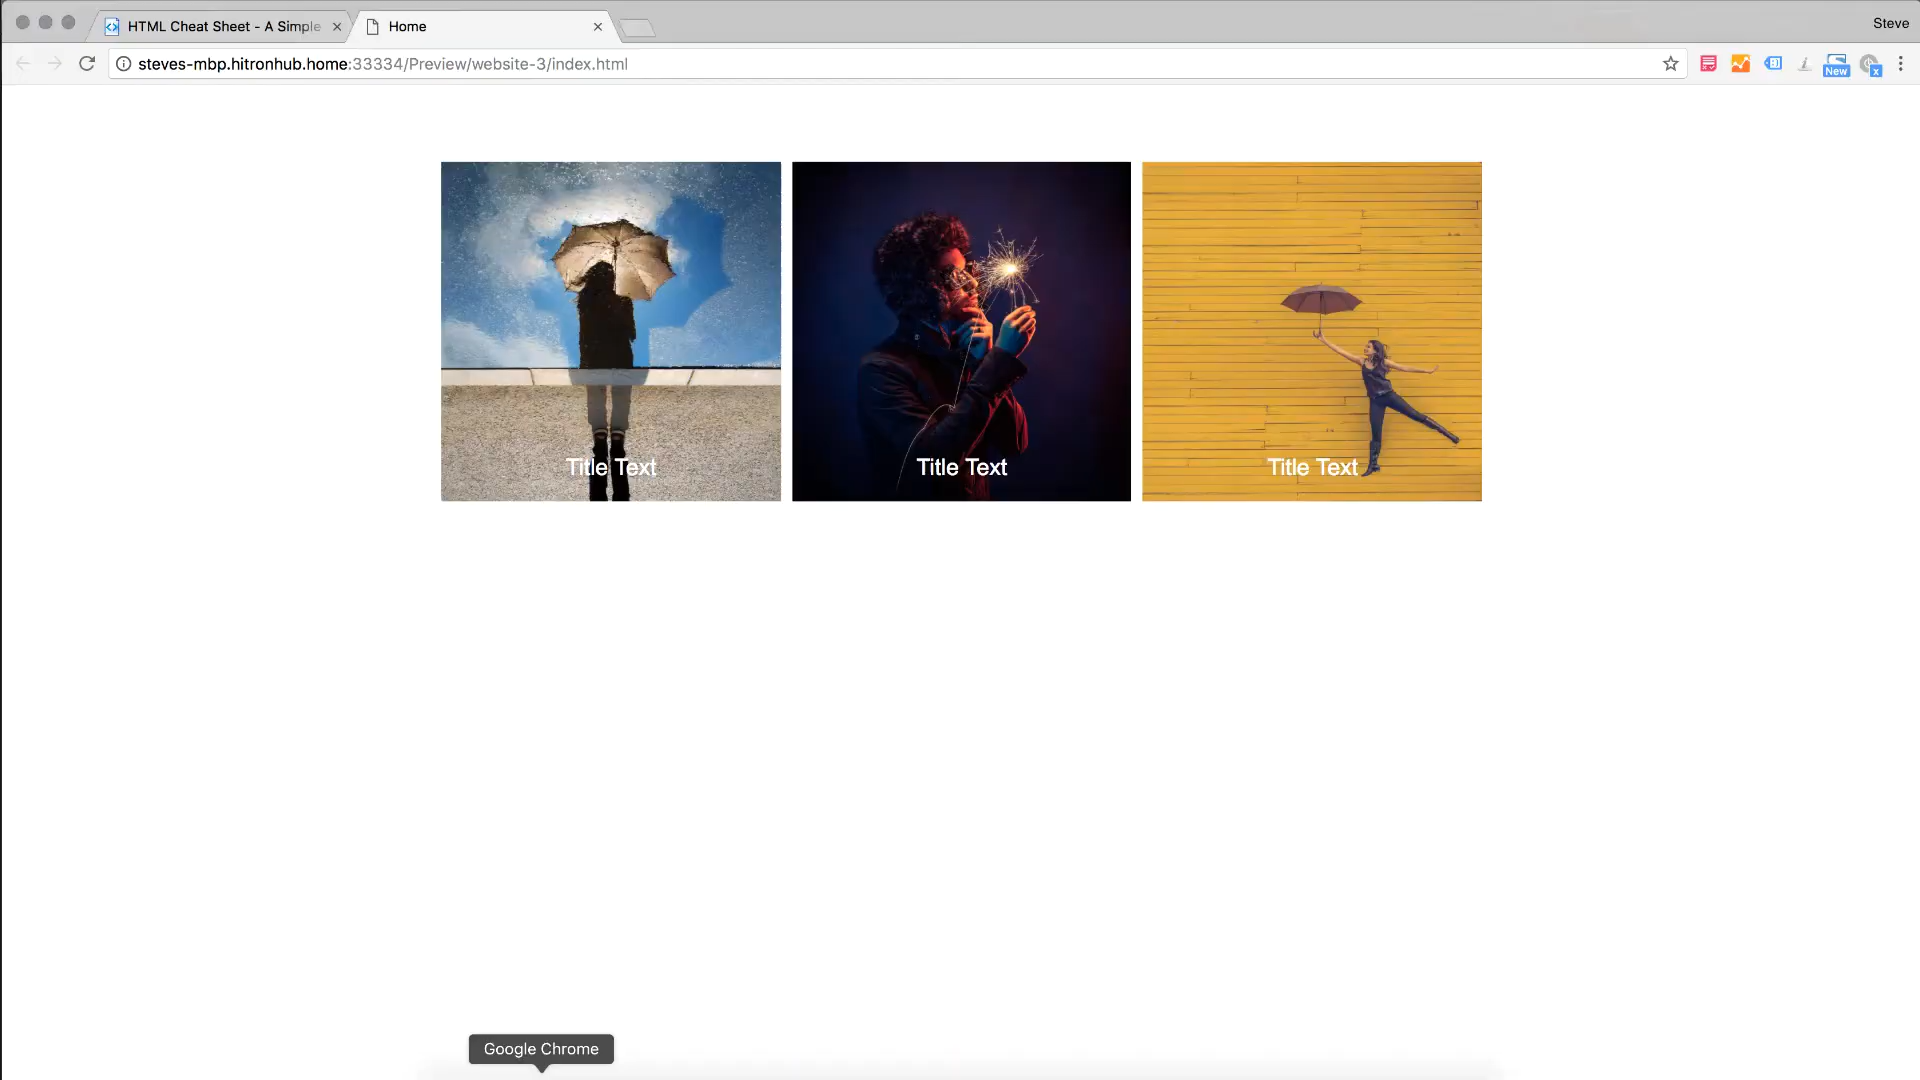 HTML Cheat Sheet - A Simple
Home
Steve
steves-mbp.hitronhub.home:33334/Preview/website-3/index.html
New
x
Title Text
Title Text
Title Text
Google Chrome